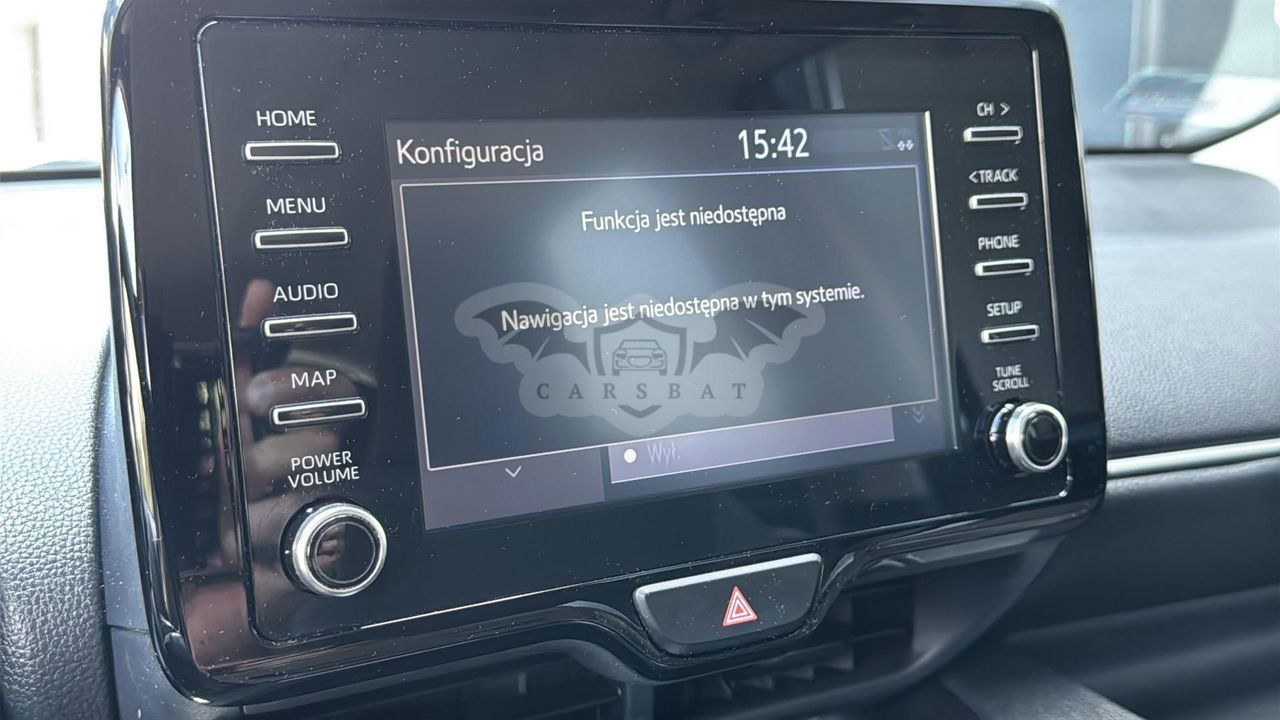 HOME
MENU
AUDIO
MAP
POWER
VOLUME
Konfiguracja
15:42
Funkcja jest niedostępna
Nawigacja jest niedostępna w tym systemie.
CARSBAT
Wył.
CH >
<TRACK
PHONE
SETUP
TUNE
SCROLL